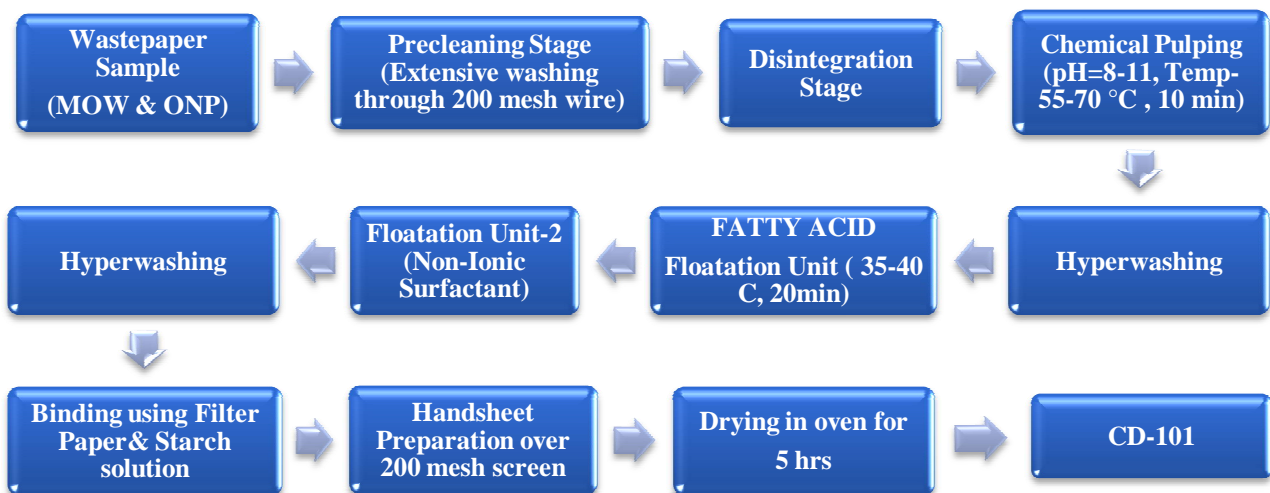 Wastepaper
Sample
(MOW & ONP)
Precleaning Stage
(Extensive washing
through 200 mesh wire)
Disintegration
Stage
Chemical Pulping
(pH=8-11, Temp-
55-70 °C , 10 min)
Hyperwashing
FATTY ACID
Floatation Unit ( 35-40
C, 20min)
Floatation Unit-2
(Non-Ionic
Surfactant)
Hyperwashing
Binding using Filter
Paper& Starch
solution
Handsheet
Preparation over
200 mesh screen
Drying in oven for
5 hrs
CD-101